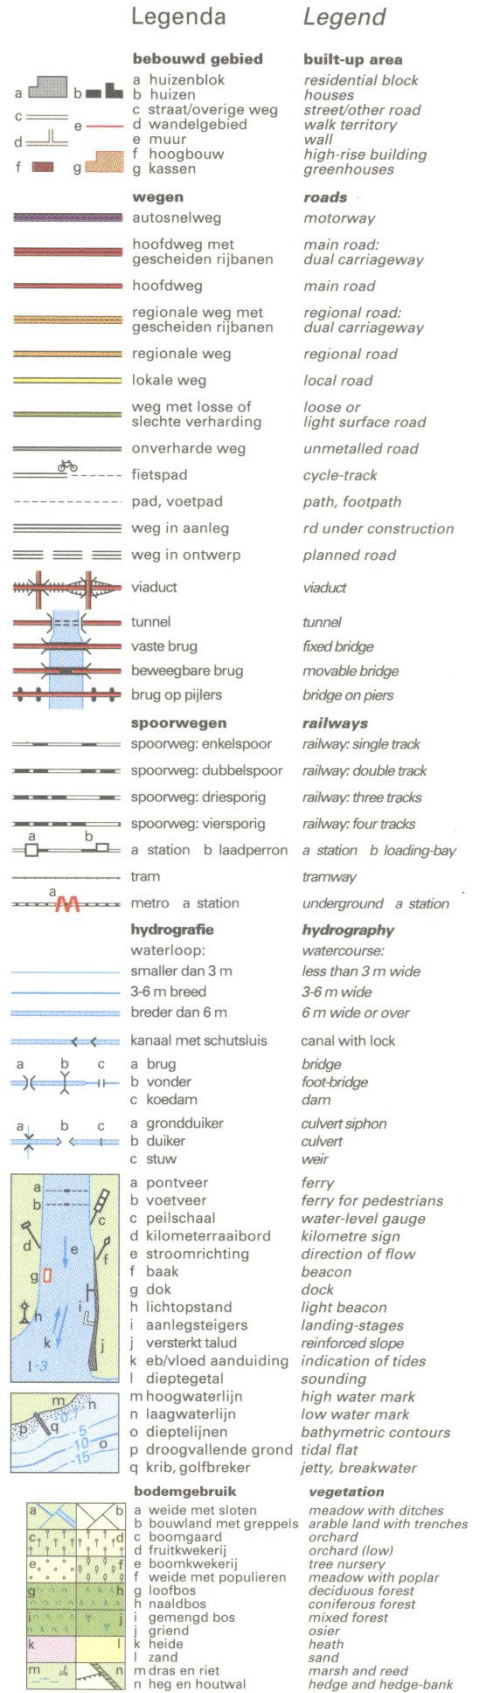 Legenda Legend
bebouwd gebied built-up area
a b a huizenblok residential block
b huizen houses
c c straat/overige weg street/other road
d e d wandelgebied walk territory
e muur wall
f g f hoogbouw high-rise building
g kassen greenhouses
wegen roads
autosnelweg motorway
hoofdweg met main road:
gescheiden rijbanen dual carriageway
hoofdweg main road
regionale weg met regional road:
gescheiden rijbanen dual carriageway
regionale weg regional road
lokale weg local road
weg met losse of loose or
slechte verharding light surface road
onverharde weg unmetalled road
fietspad cycle-track
pad, voetpad path, footpath
weg in aanleg rd under construction
weg in ontwerp planned road
viaduct viaduct
tunnel tunnel
vaste brug fixed bridge
beweegbare brug movable bridge
brug op pijlers bridge on piers
spoorwegen railways
spoorweg: enkelspoor railway: single track
spoorweg: dubbelspoor railway: double track
spoorweg: driesporig railway: three tracks
spoorweg: viersporig railway: four tracks
a b a station b laadperron a station b loading-bay
tram tramway
a M metro a station underground a station
hydrografie hydrography
waterloop: watercourse:
smaller dan 3 m less than 3 m wide
3-6 m breed 3-6 m wide
breder dan 6 m 6 m wide or over
kanaal met schutsluis canal with lock
a b c a brug bridge
b vonder foot-bridge
c koedam dam
a b c a grondduiker culvert siphon
b duiker culvert
c stuw weir
a a pontveer ferry
b b voetveer ferry for pedestrians
c c peilschaal water-level gauge
d d kilometerraaibord kilometre sign
e e stroomrichting direction of flow
f f baak beacon
g g dok dock
h h lichtopstand light beacon
i i aanlegsteigers landing-stages
j j versterkt talud reinforced slope
k k eb/vloed aanduiding indication of tides
l -3 l dieptegetal sounding
m m hoogwaterlijn high water mark
n n laagwaterlijn low water mark
o -5 -10 -15 o dieptelijnen bathymetric contours
p p droogvallende grond tidal flat
q q krib, golfbreker jetty, breakwater
bodemgebruik vegetation
a b a weide met sloten meadow with ditches
b bouwland met greppels arable land with trenches
c d c boomgaard orchard
d fruitkwekerij orchard (low)
e f e boomkwekerij tree nursery
f weide met populieren meadow with poplar
g h g loofbos deciduous forest
h naaldbos coniferous forest
i j i gemengd bos mixed forest
j griend osier
k l k heide heath
l zand sand
m n m dras en riet marsh and reed
n heg en houtwal hedge and hedge-bank